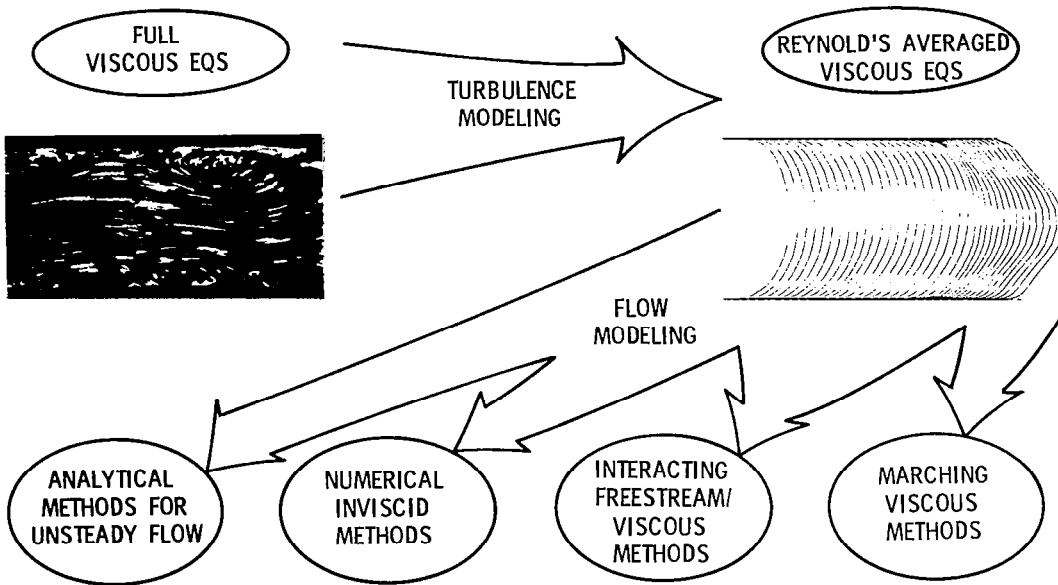 FULL
VISCOUS EQS
REYNOLD'S AVERAGED
VISCOUS EQS
TURBULENCE
MODELING
FLOW
MODELING
ANALYTICAL
METHODS FOR
UNSTEADY FLOW
NUMERICAL
INVISCID
METHODS
INTERACTING
FREESTREAM/
VISCOUS
METHODS
MARCHING
VISCOUS
METHODS